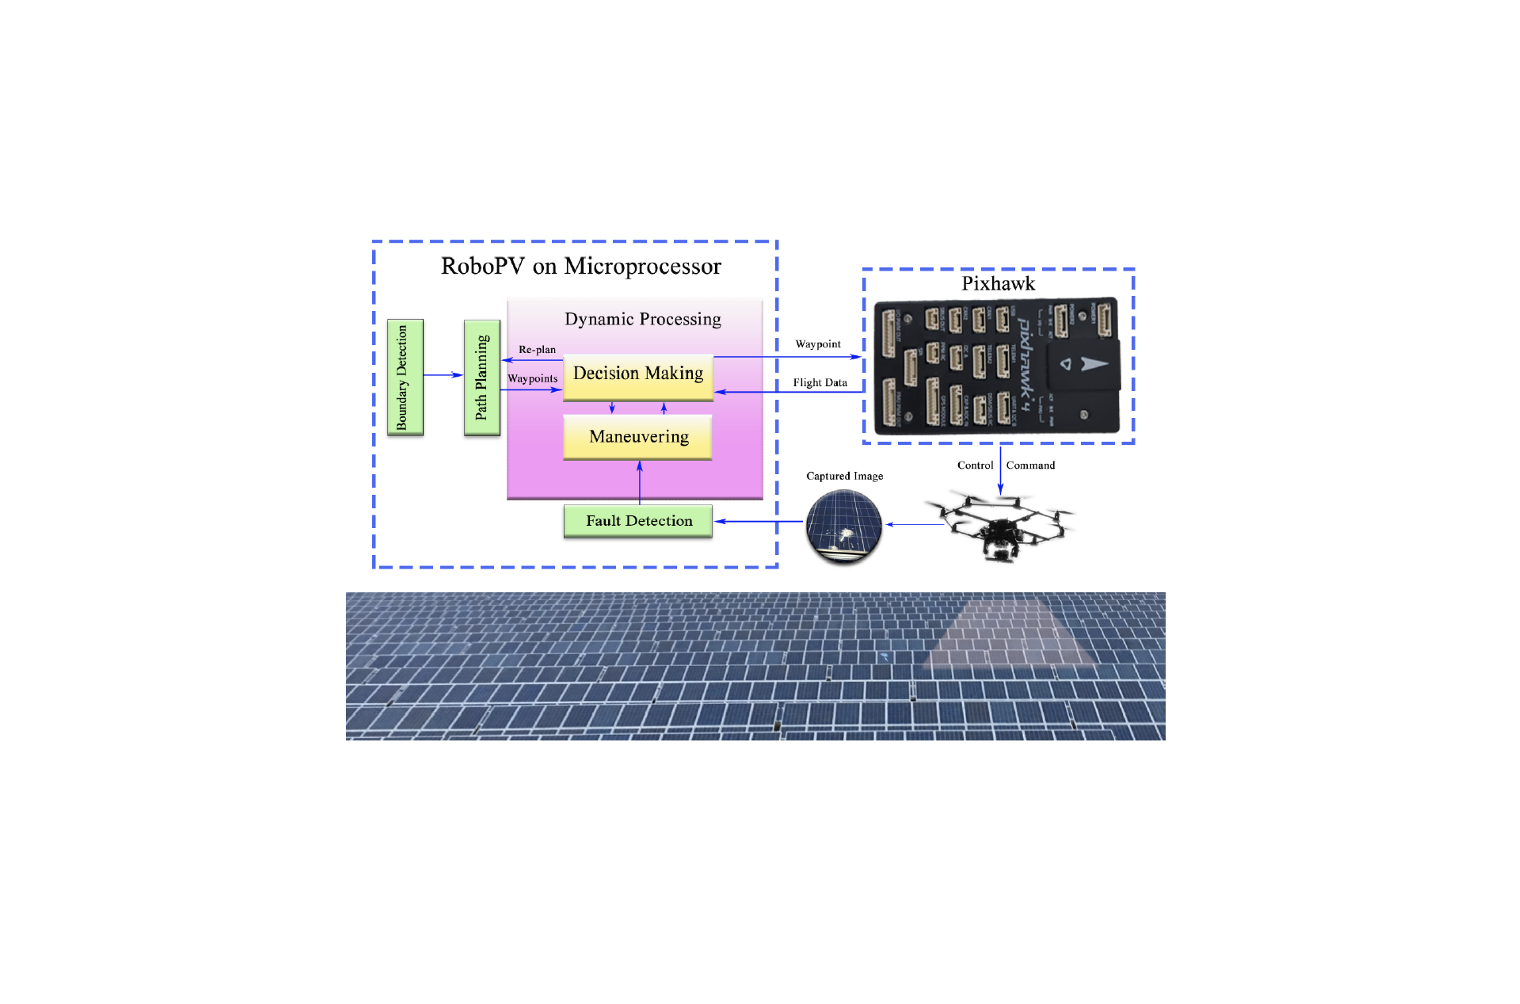 RoboPV on Microprocessor
Boundary Detection
Path Planning
Dynamic Processing
Re-plan
Waypoints
Decision Making
Maneuvering
Fault Detection
Waypoint
Flight Data
Pixhawk
pixhawk 4
Control Command
Captured Image